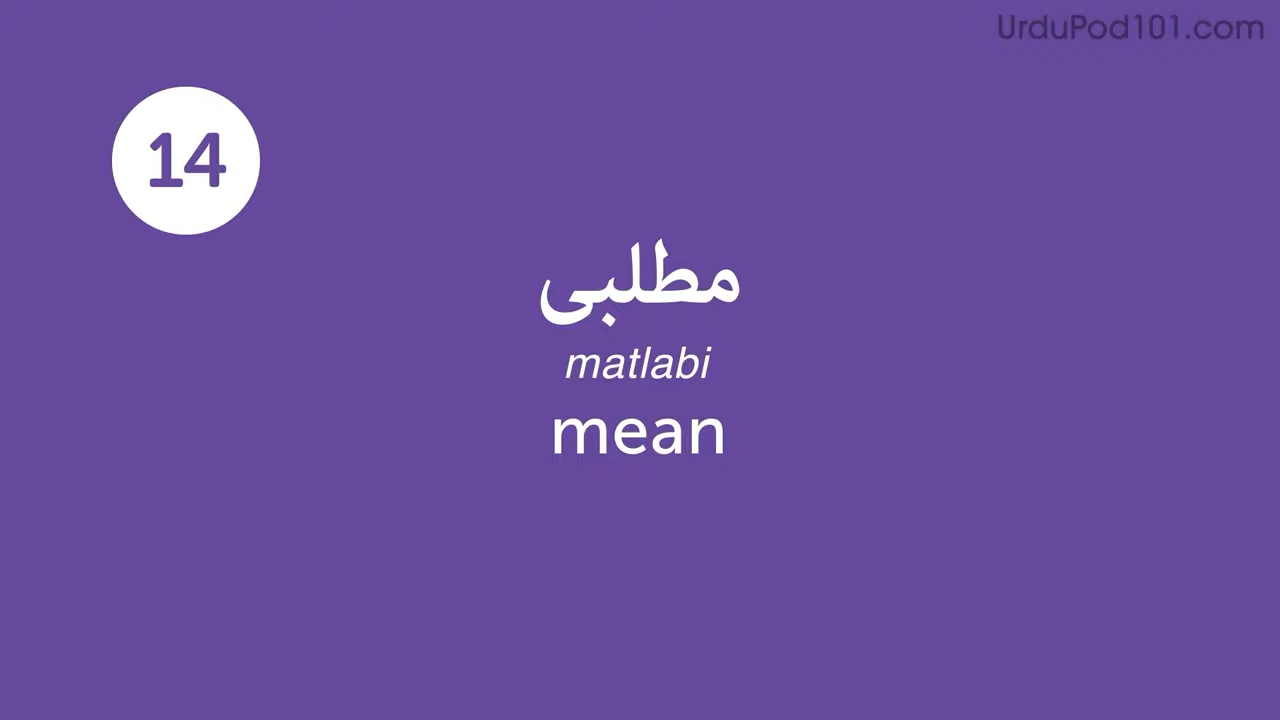 UrduPod101.com
14
مطلبی
matlabi
mean